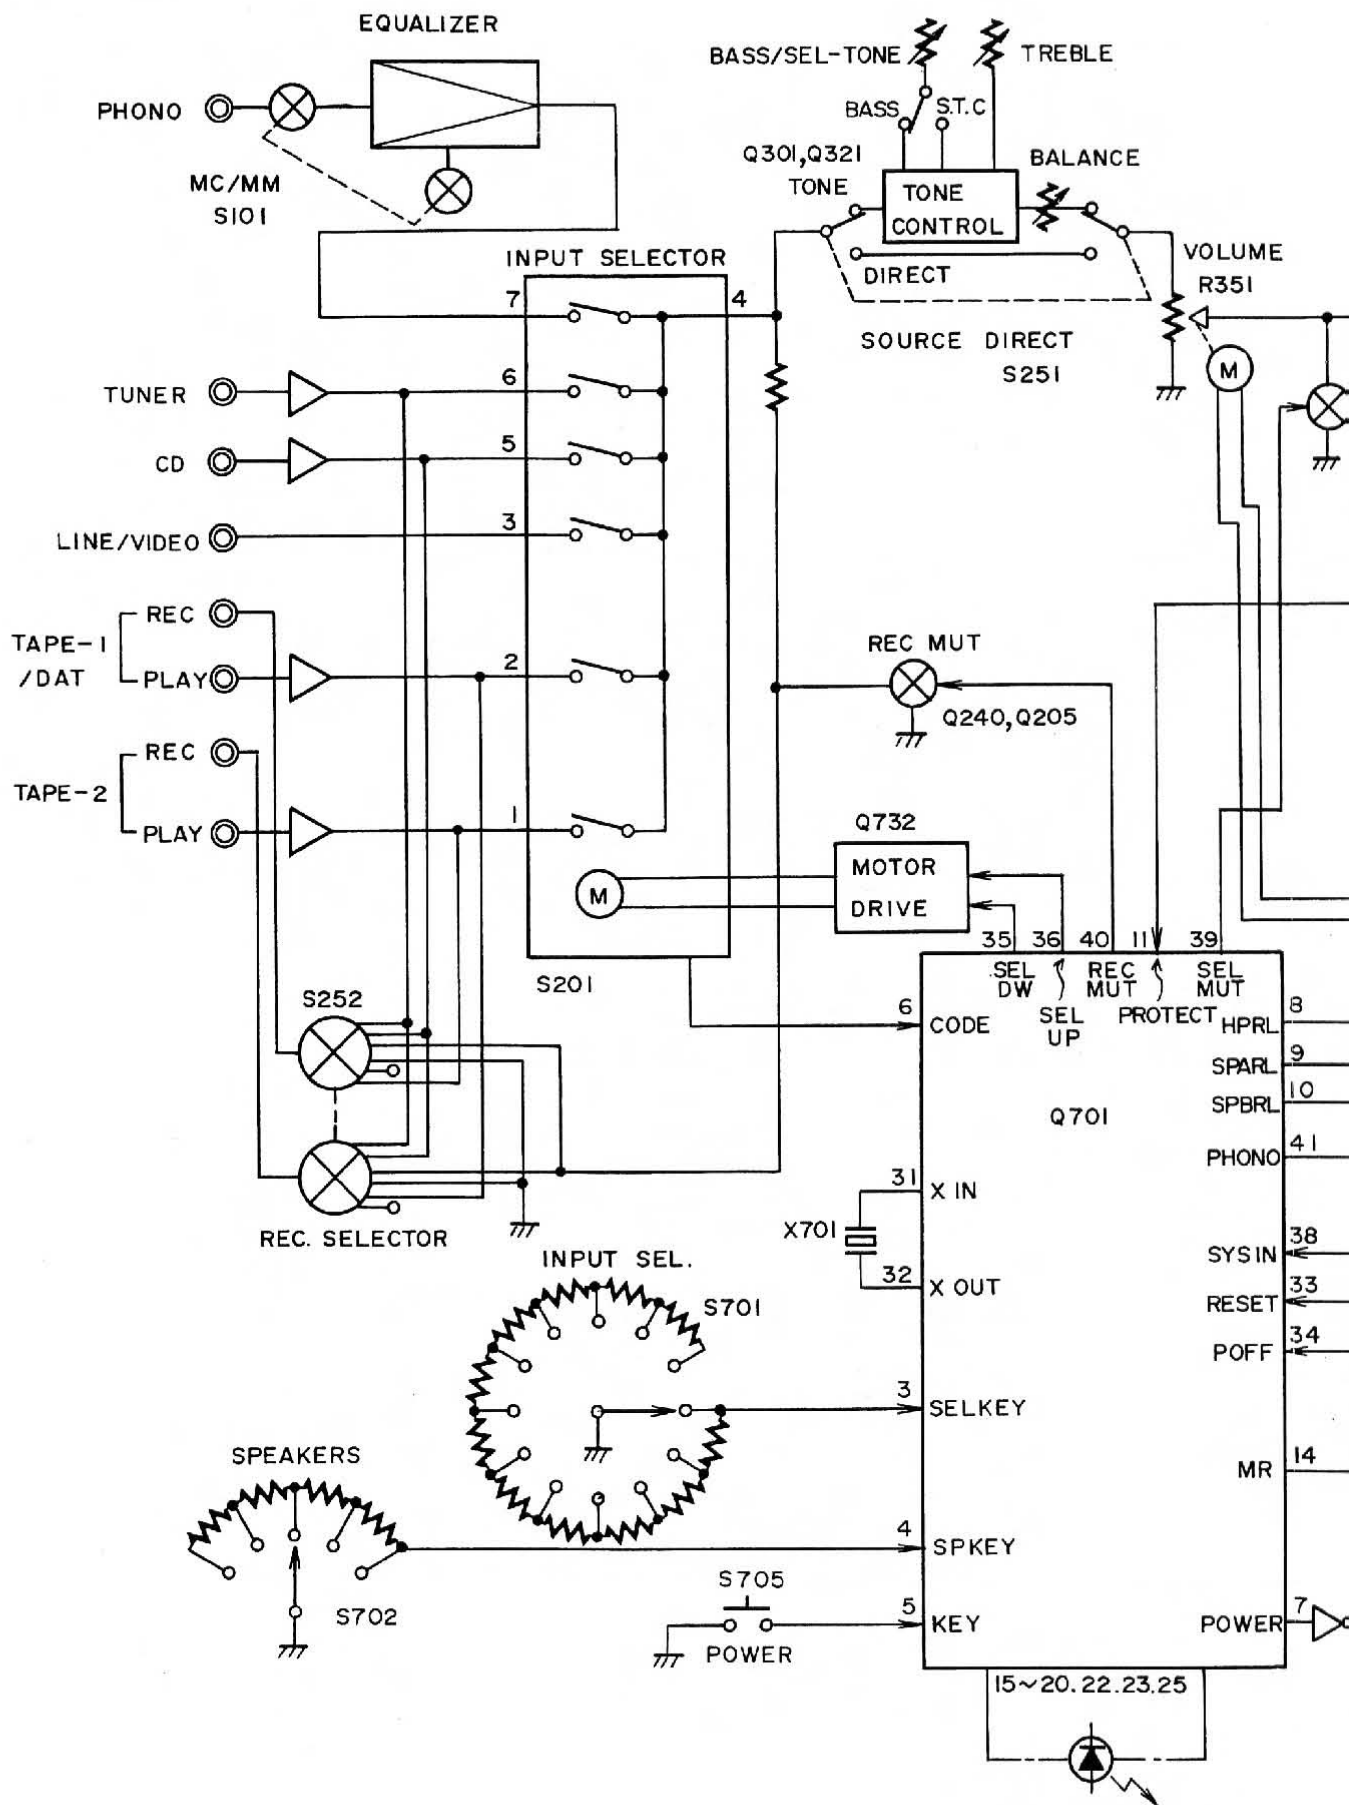 EQUALIZER
PHONO
MC/MM
S101
BASS/SEL-TONE
TREBLE
BASS
S.T.C
Q301,Q321
TONE
TONE
CONTROL
BALANCE
DIRECT
VOLUME
R351
SOURCE DIRECT
S251
M
INPUT SELECTOR
7
4
TUNER
6
CD
5
LINE/VIDEO
3
TAPE-1
/DAT
REC
PLAY
2
TAPE-2
REC
PLAY
1
M
S201
REC MUT
Q240,Q205
Q732
MOTOR
DRIVE
S252
REC. SELECTOR
35
36
40
11
39
SEL
DW
SEL
UP
REC
MUT
PROTECT
SEL
MUT
6
CODE
8
HPRL
9
SPARL
10
SPBRL
Q701
41
PHONO
31
X IN
X701
32
X OUT
38
SYSIN
33
RESET
34
POFF
INPUT SEL.
S701
3
SELKEY
14
MR
SPEAKERS
S702
4
SPKEY
S705
POWER
5
KEY
POWER
7
15~20.22.23.25